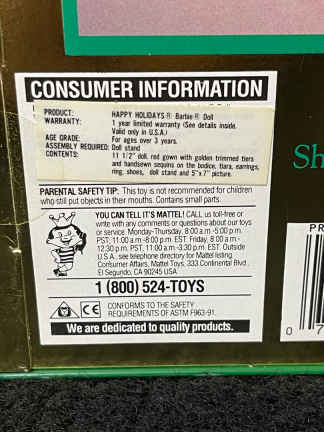 CONSUMER INFORMATION
PRODUCT: HAPPY HOLIDAYS® Barbie® Doll
WARRANTY: 1 year limited warranty (See details inside.
Valid only in U.S.A.)
AGE GRADE: For ages over 3 years.
ASSEMBLY REQUIRED: Doll stand
CONTENTS: 11 1/2" doll, red gown with golden trimmed tiers
and handsewn sequins on the bodice, tiara, earrings,
ring, shoes, doll stand and 5"x7" picture.
PARENTAL SAFETY TIP: This toy is not recommended for children
who still put objects in their mouths. Contains small parts.
YOU CAN TELL IT'S MATTEL! CALL us toll-free or
write with any comments or questions about our toys
or service. Monday-Thursday, 8:00 a.m.-5:00 p.m.
PST; 11:00 a.m.-8:00 p.m. EST. Friday, 8:00 a.m.-
12:30 p.m. PST; 11:00 a.m.-3:30 p.m. EST. Outside
U.S.A., see telephone directory for Mattel listing.
Consumer Affairs, Mattel Toys, 333 Continental Blvd.,
El Segundo, CA 90245 USA.
1 (800) 524-TOYS
CE CONFORMS TO THE SAFETY
REQUIREMENTS OF ASTM F963-91.
We are dedicated to quality products.
Sh
PR
0 7